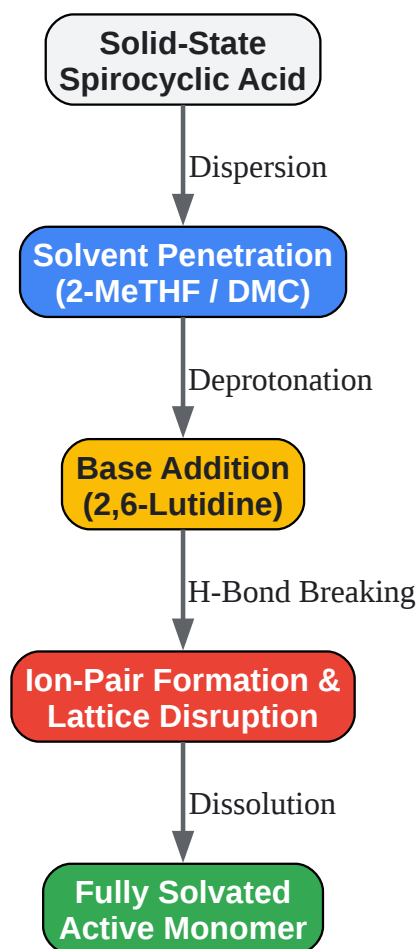 Solid-State
Spirocyclic Acid
Dispersion
Solvent Penetration
(2-MeTHF / DMC)
Deprotonation
Base Addition
(2,6-Lutidine)
H-Bond Breaking
Ion-Pair Formation &
Lattice Disruption
Dissolution
Fully Solvated
Active Monomer